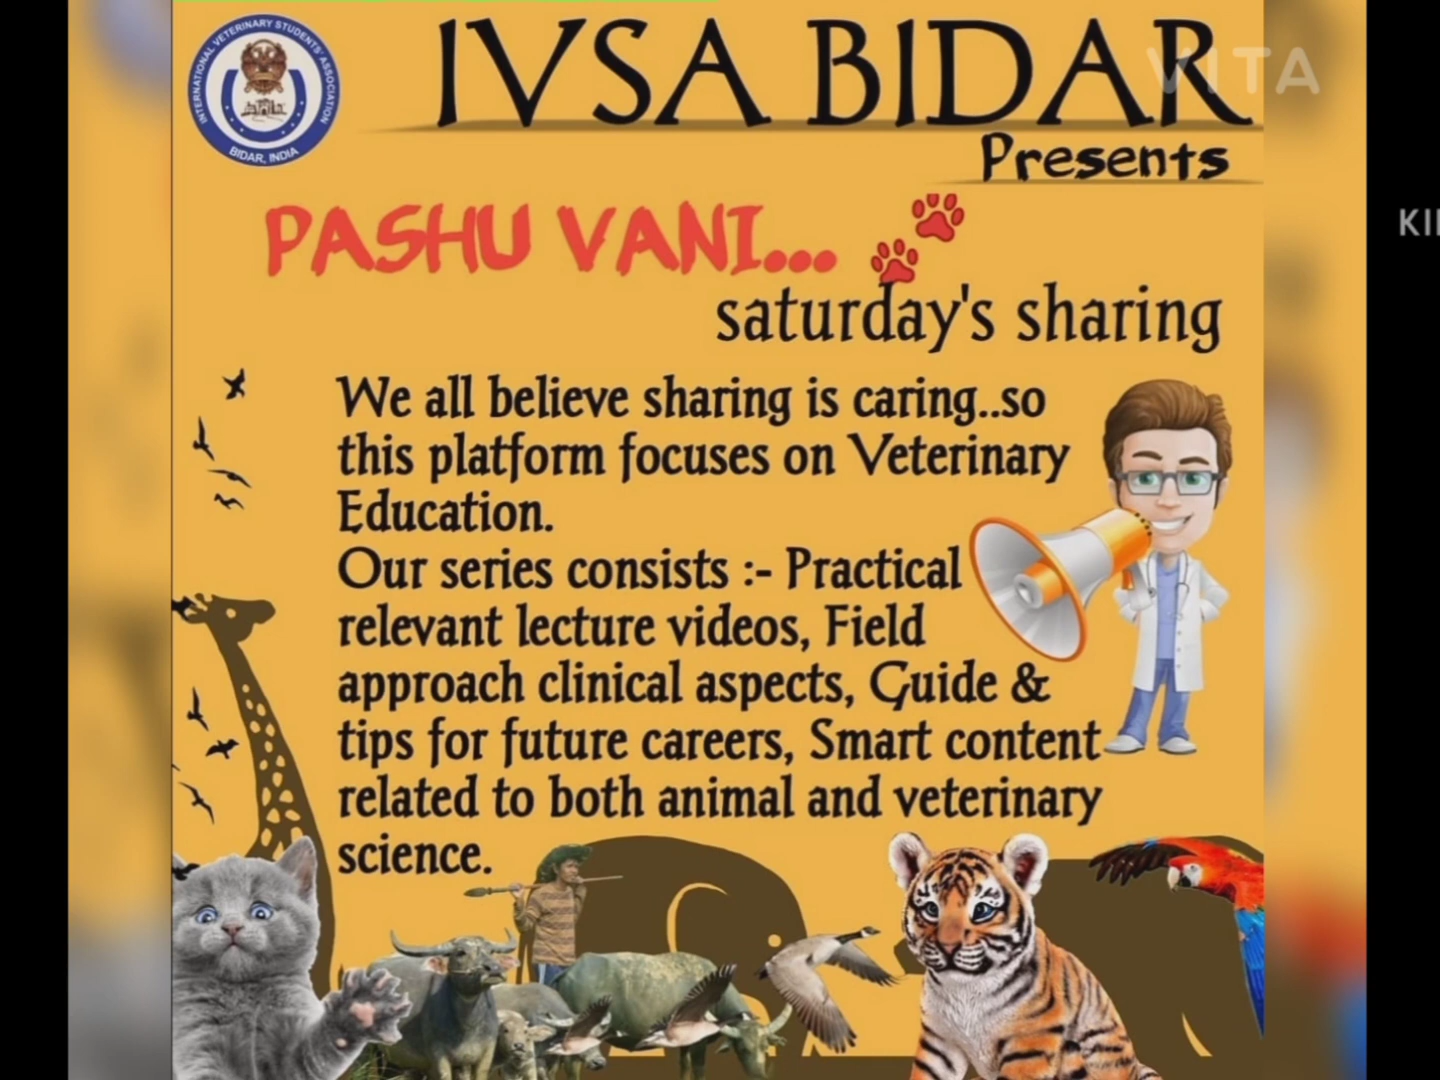 INTERNATIONAL VETERINARY STUDENTS' ASSOCIATION
BIDAR, INDIA
IVSA BIDAR
VITA
Presents
PASHU VANI...
saturday's sharing
We all believe sharing is caring..so
this platform focuses on Veterinary
Education.
Our series consists :- Practical
relevant lecture videos, Field
approach clinical aspects, Guide &
tips for future careers, Smart content
related to both animal and veterinary
science.